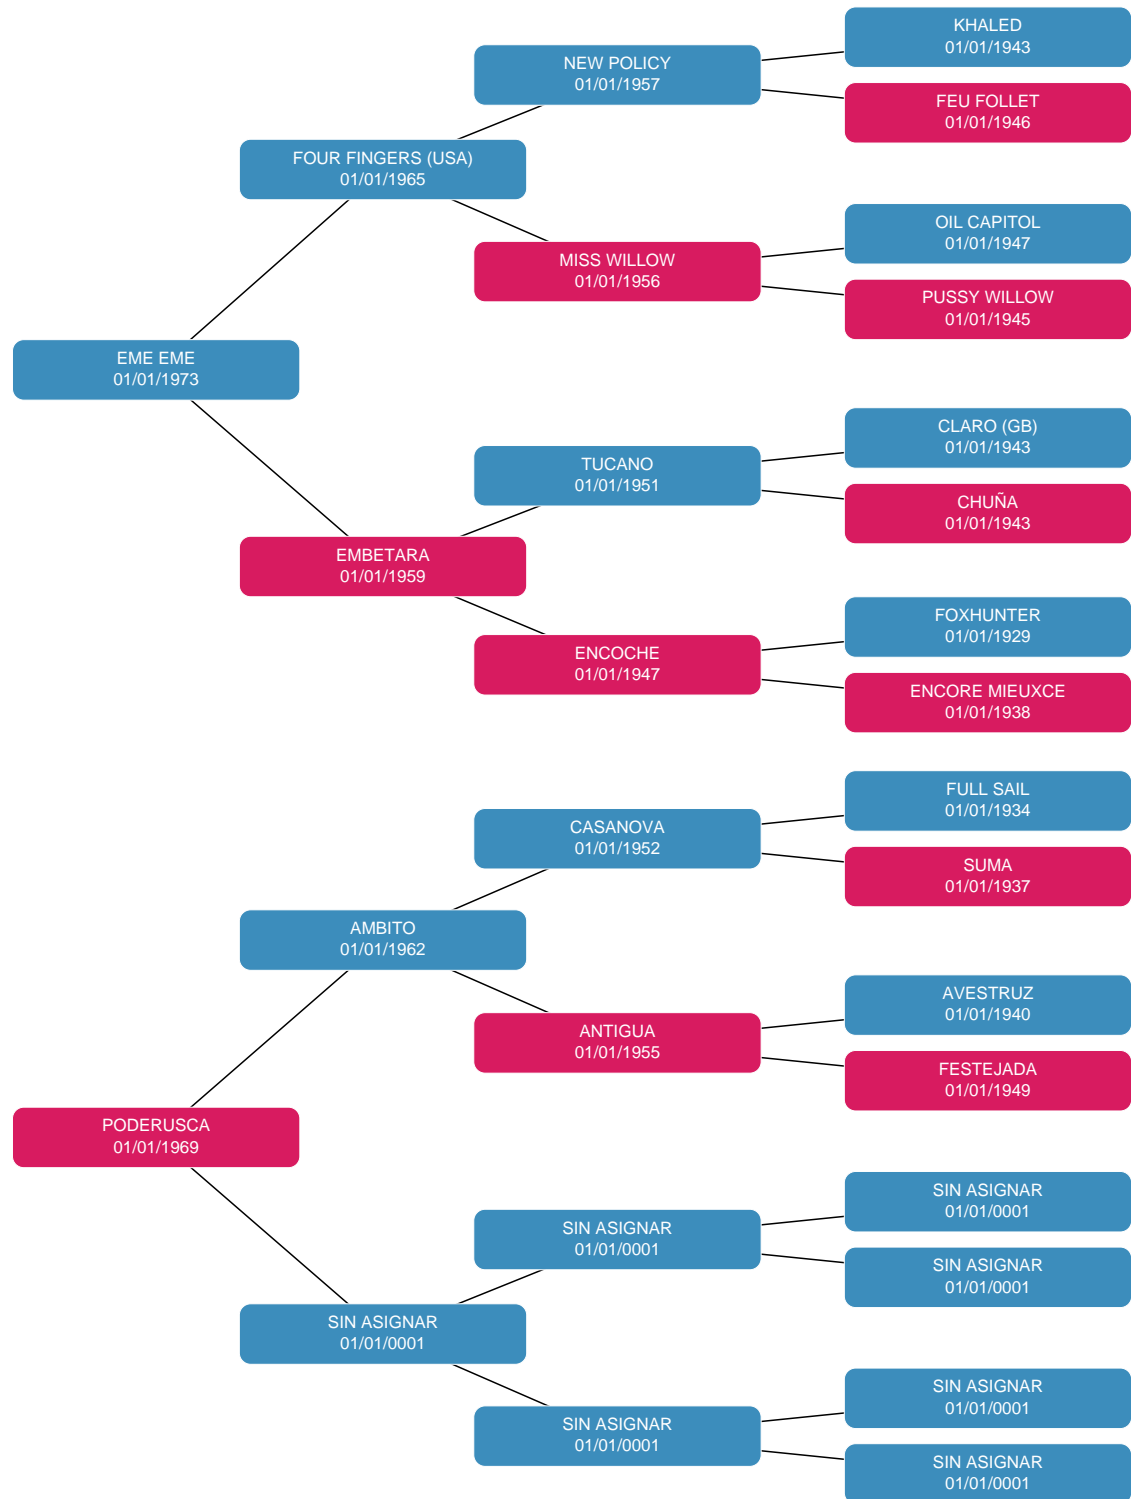 KHALED
01/01/1943
NEW POLICY
01/01/1957
FEU FOLLET
01/01/1946
FOUR FINGERS (USA)
01/01/1965
OIL CAPITOL
01/01/1947
MISS WILLOW
01/01/1956
PUSSY WILLOW
01/01/1945
EME EME
01/01/1973
CLARO (GB)
01/01/1943
TUCANO
01/01/1951
CHUÑA
01/01/1943
EMBETARA
01/01/1959
FOXHUNTER
01/01/1929
ENCOCHE
01/01/1947
ENCORE MIEUXCE
01/01/1938
FULL SAIL
01/01/1934
CASANOVA
01/01/1952
SUMA
01/01/1937
AMBITO
01/01/1962
AVESTRUZ
01/01/1940
ANTIGUA
01/01/1955
FESTEJADA
01/01/1949
PODERUSCA
01/01/1969
SIN ASIGNAR
01/01/0001
SIN ASIGNAR
01/01/0001
SIN ASIGNAR
01/01/0001
SIN ASIGNAR
01/01/0001
SIN ASIGNAR
01/01/0001
SIN ASIGNAR
01/01/0001
SIN ASIGNAR
01/01/0001